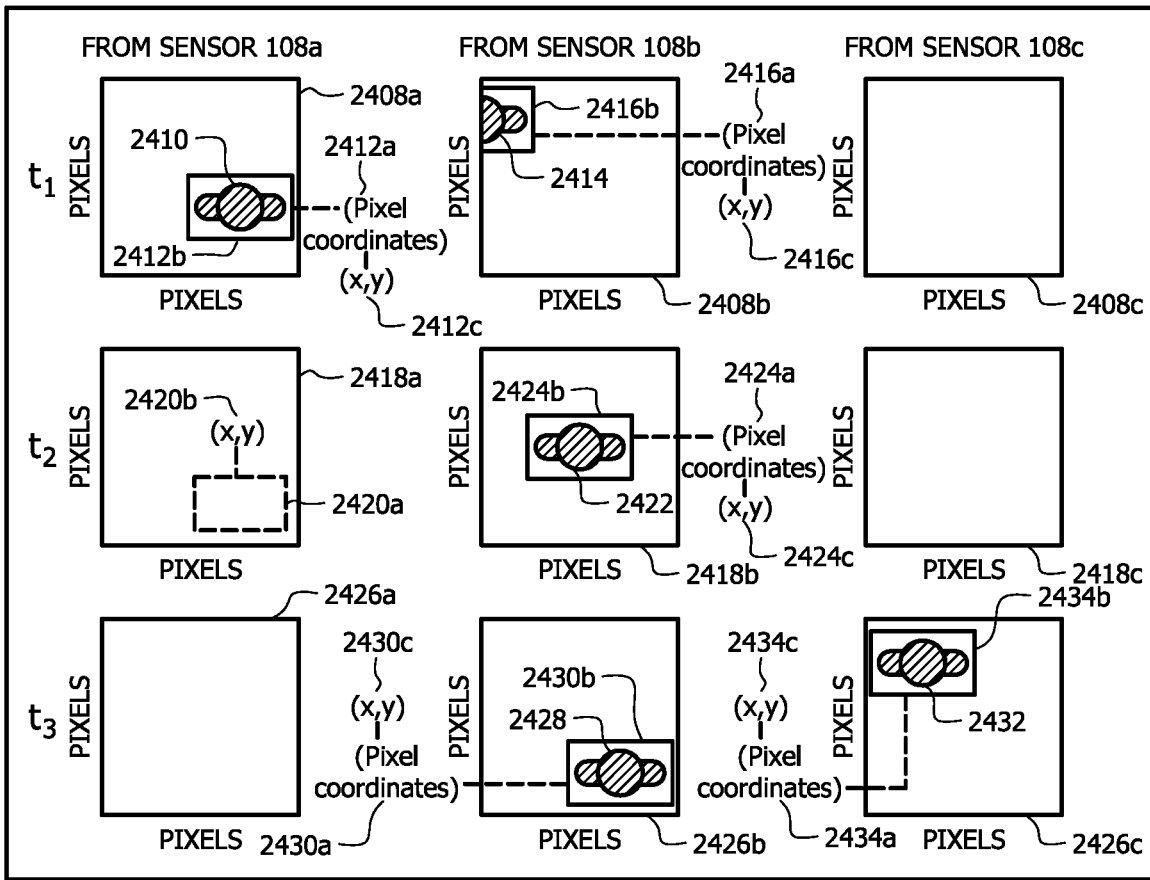 FROM SENSOR 108a
FROM SENSOR 108b
FROM SENSOR 108c
t1
PIXELS
2408a
2410
2412a
(Pixel
coordinates)
(x,y)
2412b
2412c
PIXELS
PIXELS
2416b
2414
2416a
(Pixel
coordinates)
(x,y)
2416c
PIXELS
2408b
PIXELS
PIXELS
2408c
t2
PIXELS
2418a
2420b
(x,y)
2420a
PIXELS
PIXELS
2424b
2422
2424a
(Pixel
coordinates)
(x,y)
2424c
PIXELS
2418b
PIXELS
PIXELS
2418c
t3
PIXELS
2426a
PIXELS
2430c
(x,y)
(Pixel
coordinates)
2430a
PIXELS
2430b
2428
PIXELS
2426b
2434c
(x,y)
(Pixel
coordinates)
2434a
PIXELS
2434b
2432
PIXELS
2426c